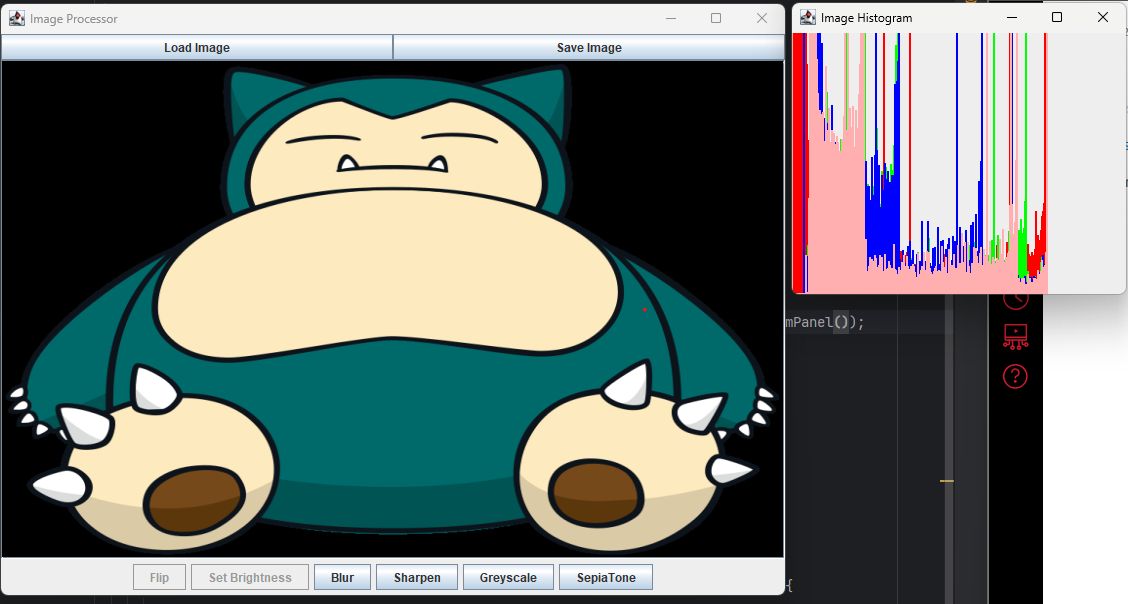 Image Processor
Load Image
Save Image
Flip
Set Brightness
Blur
Sharpen
Greyscale
SepiaTone
Image Histogram
mPanel());
{
?